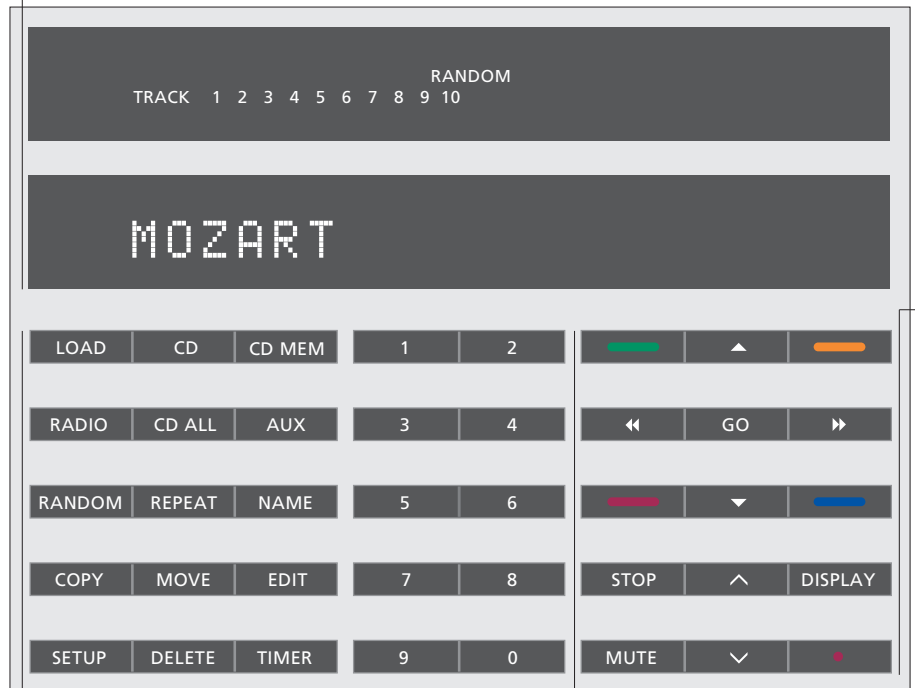 RANDOM
TRACK 1 2 3 4 5 6 7 8 9 10
MOZART
LOAD CD CD MEM 1 2
RADIO CD ALL AUX 3 4 GO
RANDOM REPEAT NAME 5 6
COPY MOVE EDIT 7 8 STOP DISPLAY
SETUP DELETE TIMER 9 0 MUTE